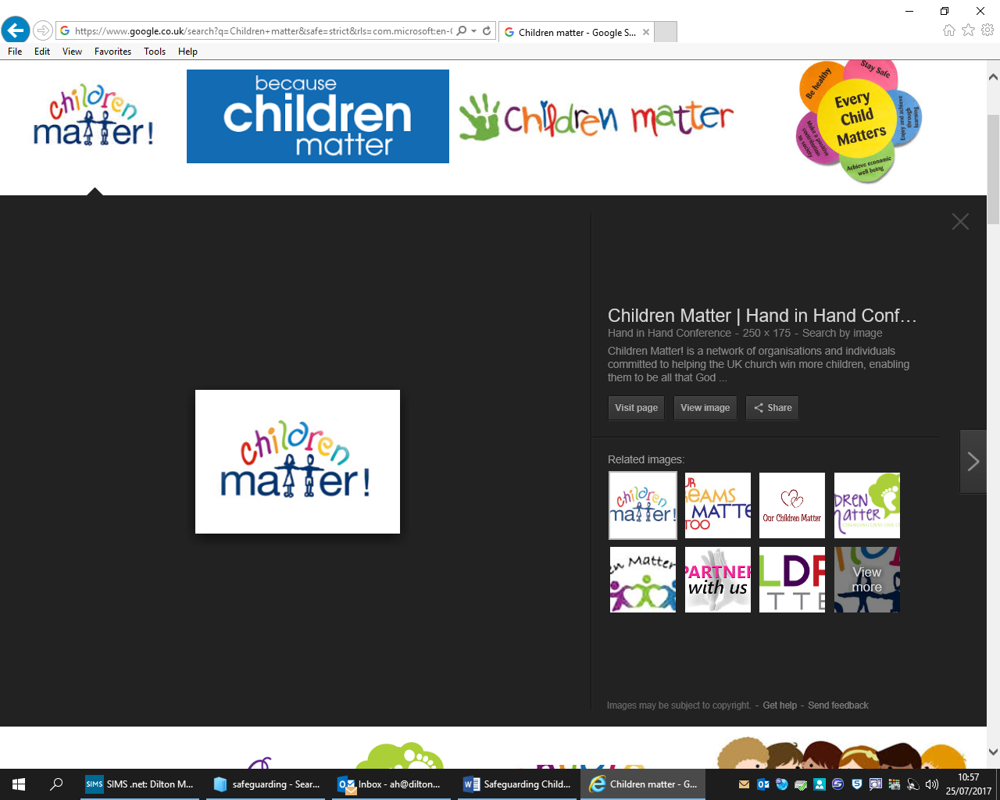 https://www.google.co.uk/search?q=Children+matter&safe=strict&rls=com.microsoft:en-
Children matter - Google S...
File Edit View Favorites Tools Help
children
matter!
because
children
matter
Children matter
Be healthy
Stay Safe
Every
Child
Matters
Enjoy and achieve
through
learning
Make a positive
contribution
to society
Achieve economic
well being
children
matter!
Children Matter | Hand in Hand Conf...
Hand in Hand Conference - 250 × 175 - Search by image
Children Matter! is a network of organisations and individuals
committed to helping the UK church win more children, enabling
them to be all that God ...
Visit page View image Share
Related images:
children
matter!
UR
EAMS
MATTE
TOO
Our Children Matter
DREN
atter
en Matter
PARTNER
with us
LDR
TTE
View
more
Images may be subject to copyright. - Get help - Send feedback
SIMS
SIMS .net: Dilton M...
safeguarding - Sear...
Inbox - ah@dilton...
Safeguarding Child...
Children matter - G...
10:57
25/07/2017